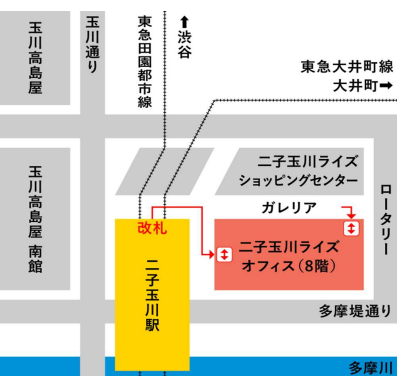 玉川高島屋
玉川通り
東急田園都市線
↑渋谷
東急大井町線
大井町➡
玉川高島屋 南館
二子玉川ライズ
ショッピングセンター
ロータリー
ガレリア
改札
二子玉川駅
二子玉川ライズ
オフィス（8階）
多摩堤通り
多摩川